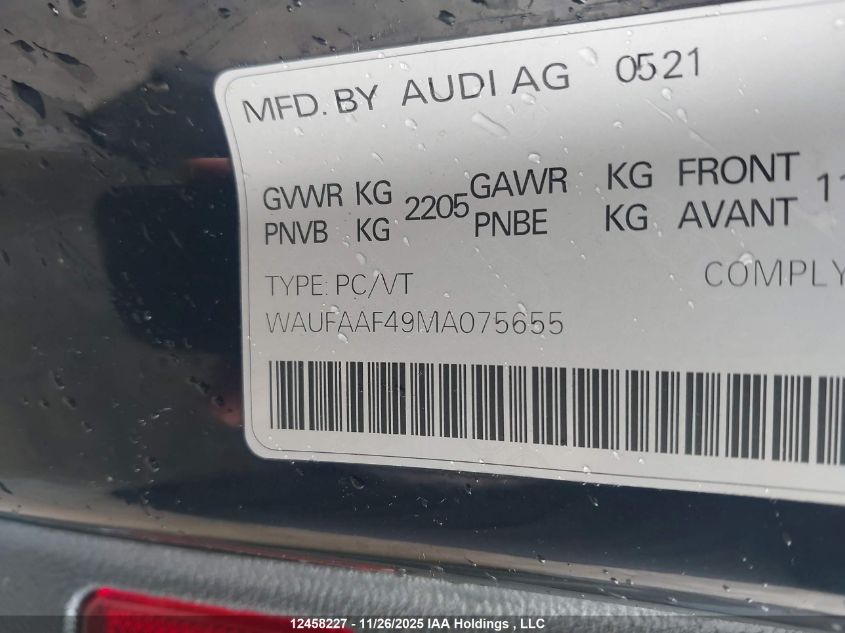 MFD. BY AUDI AG 0521
GVWR KG 2205 GAWR KG FRONT
PNVB KG PNBE KG AVANT
TYPE: PC/VT COMPLY
WAUFAAF49MA075655
12458227 - 11/26/2025 IAA Holdings , LLC